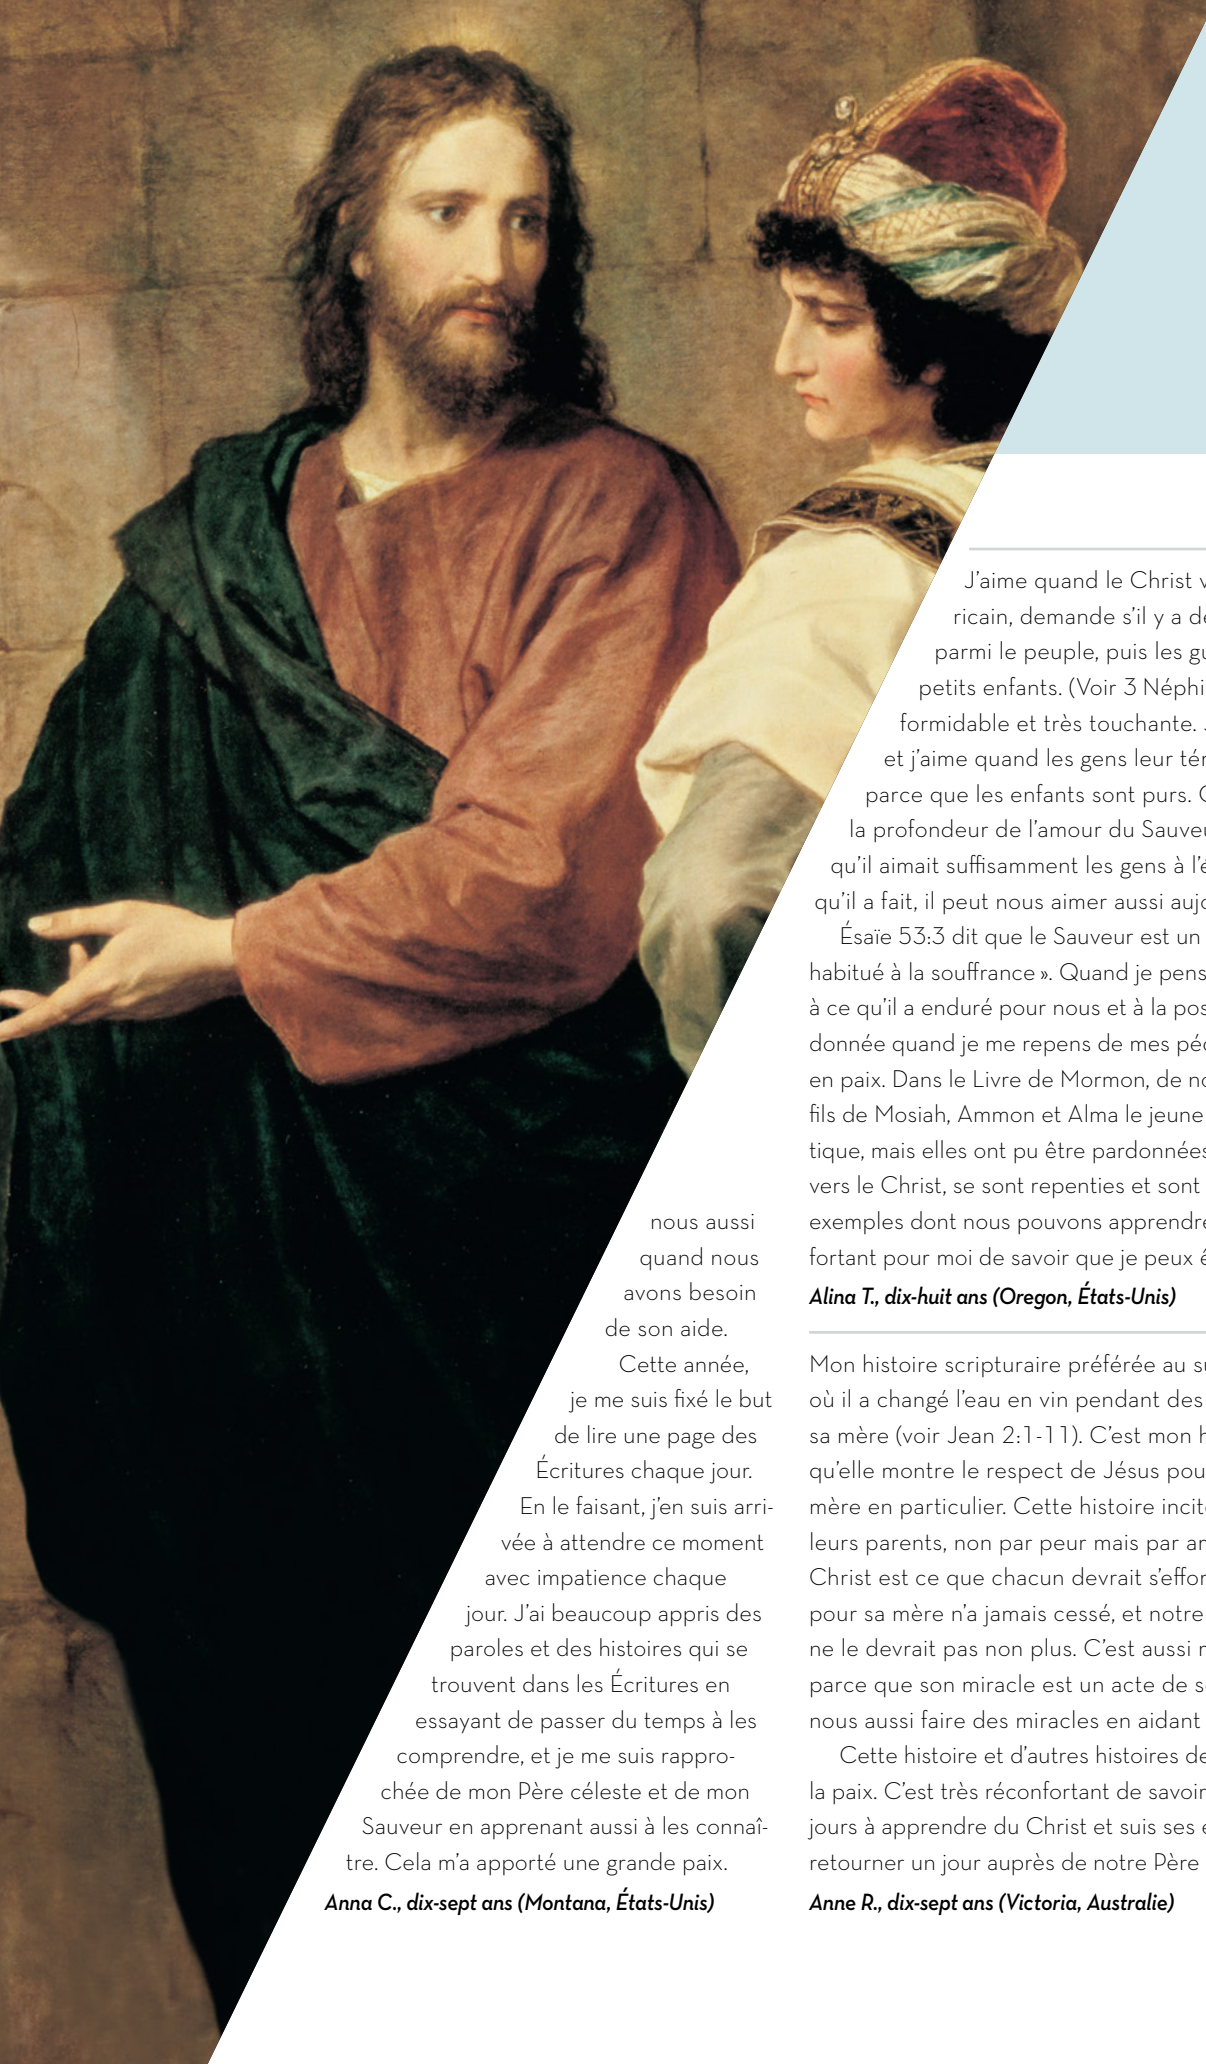 nous aussi
quand nous
avons besoin
de son aide.
Cette année,
je me suis fixé le but
de lire une page des
Écritures chaque jour.
En le faisant, j’en suis arri-
vée à attendre ce moment
avec impatience chaque
jour. J’ai beaucoup appris des
paroles et des histoires qui se
trouvent dans les Écritures en
essayant de passer du temps à les
comprendre, et je me suis rappro-
chée de mon Père céleste et de mon
Sauveur en apprenant aussi à les connaî-
tre. Cela m’a apporté une grande paix.
Anna C., dix-sept ans (Montana, États-Unis)
J’aime quand le Christ
ricain, demande s’il y a
parmi le peuple, puis les
petits enfants. (Voir 3 Néphi
formidable et très touchante.
et j’aime quand les gens leur
parce que les enfants sont purs.
la profondeur de l’amour du
qu’il aimait suffisamment les gens à
qu’il a fait, il peut nous aimer aussi
Ésaïe 53:3 dit que le Sauveur est un
habitué à la souffrance ». Quand je
à ce qu’il a enduré pour nous et à la
donnée quand je me repens de mes
en paix. Dans le Livre de Mormon, de
fils de Mosiah, Ammon et Alma le jeune
tique, mais elles ont pu être pardonnées
vers le Christ, se sont repenties et sont
exemples dont nous pouvons apprendre
fortant pour moi de savoir que je peux
Alina T., dix-huit ans (Oregon, États-Unis)
Mon histoire scripturaire préférée au
où il a changé l’eau en vin pendant des
sa mère (voir Jean 2:1-11). C’est mon
qu’elle montre le respect de Jésus
mère en particulier. Cette histoire
leurs parents, non par peur mais par
Christ est ce que chacun devrait
pour sa mère n’a jamais cessé, et notre
ne le devrait pas non plus. C’est aussi
parce que son miracle est un acte de
nous aussi faire des miracles en aidant
Cette histoire et d’autres histoires
la paix. C’est très réconfortant de savoir
jours à apprendre du Christ et suis ses
retourner un jour auprès de notre Père
Anne R., dix-sept ans (Victoria, Australie)